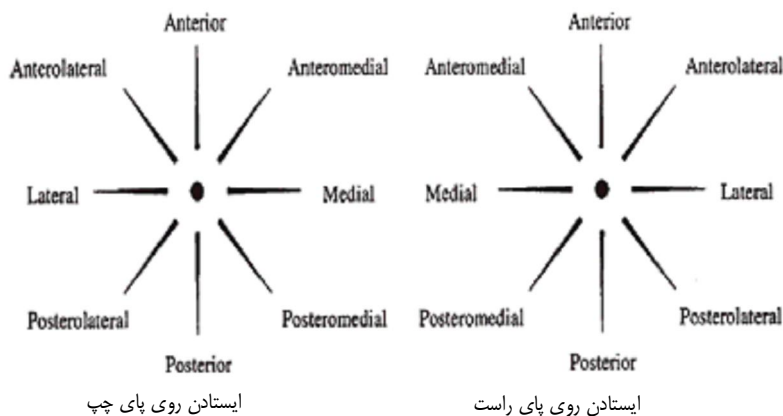 Anterior
Anterolateral
Anteromedial
Lateral
Medial
Posterolateral
Posteromedial
Posterior
ایستادن روی پای چپ
Anterior
Anteromedial
Anterolateral
Medial
Lateral
Posteromedial
Posterolateral
Posterior
ایستادن روی پای راست